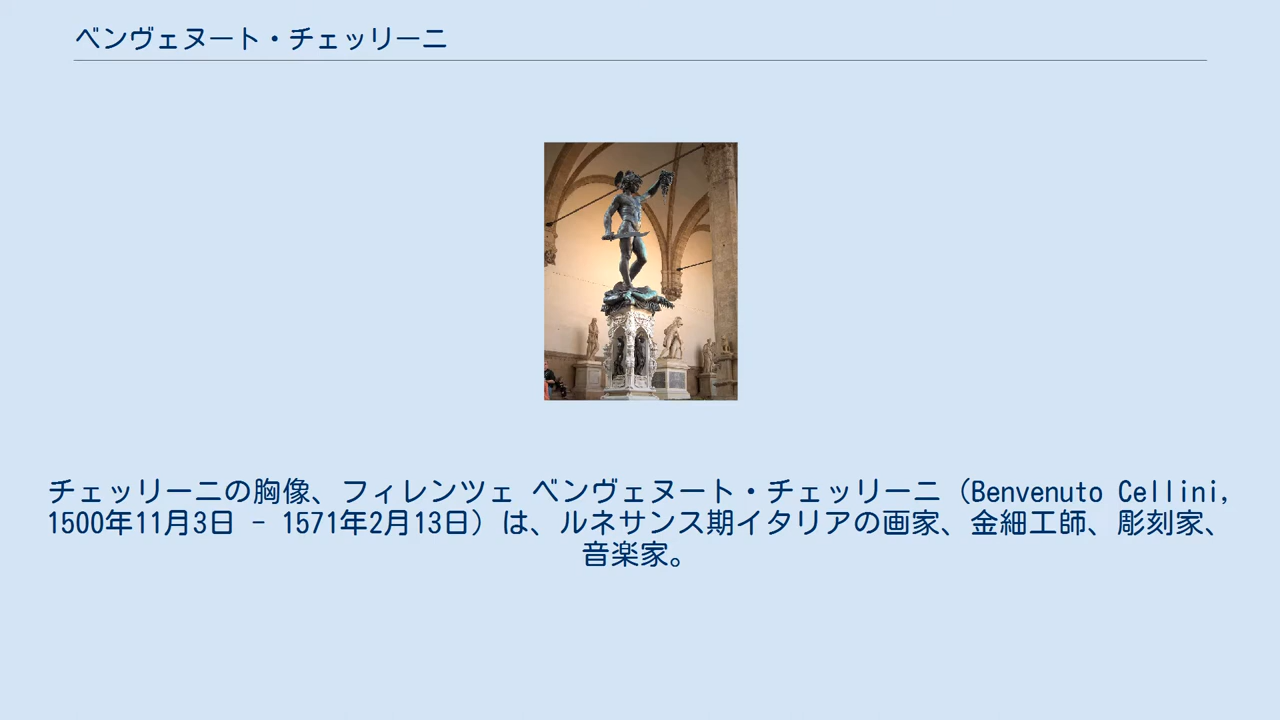 ベンヴェヌート・チェッリーニ
チェッリーニの胸像、フィレンツェ ベンヴェヌート・チェッリーニ（Benvenuto Cellini,
1500年11月3日 - 1571年2月13日）は、ルネサンス期イタリアの画家、金細工師、彫刻家、
音楽家。